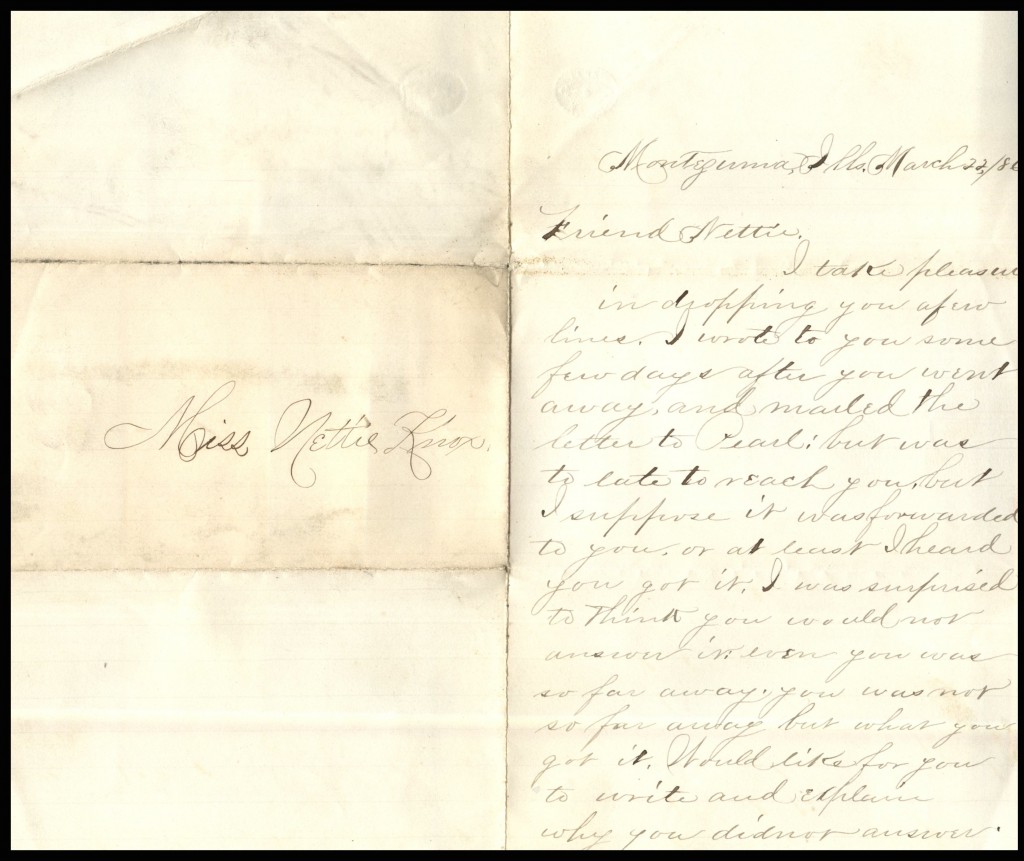 Miss Nettie Knox.
Montezuma, Ills. March 22, /8
Friend Nettie.
I take pleasure
in dropping you afew
lines. I wrote to you some
few days after you went
away, and mailed the
letter to Pearl; but was
to late to reach you, but
I suppose it was forwarded
to you. or at least I heard
you got it. I was surprised
to think you would not
answer it even you was
so far away. you was not
so far away but what you
got it. Would like for you
to write and explain
why you did not answer.